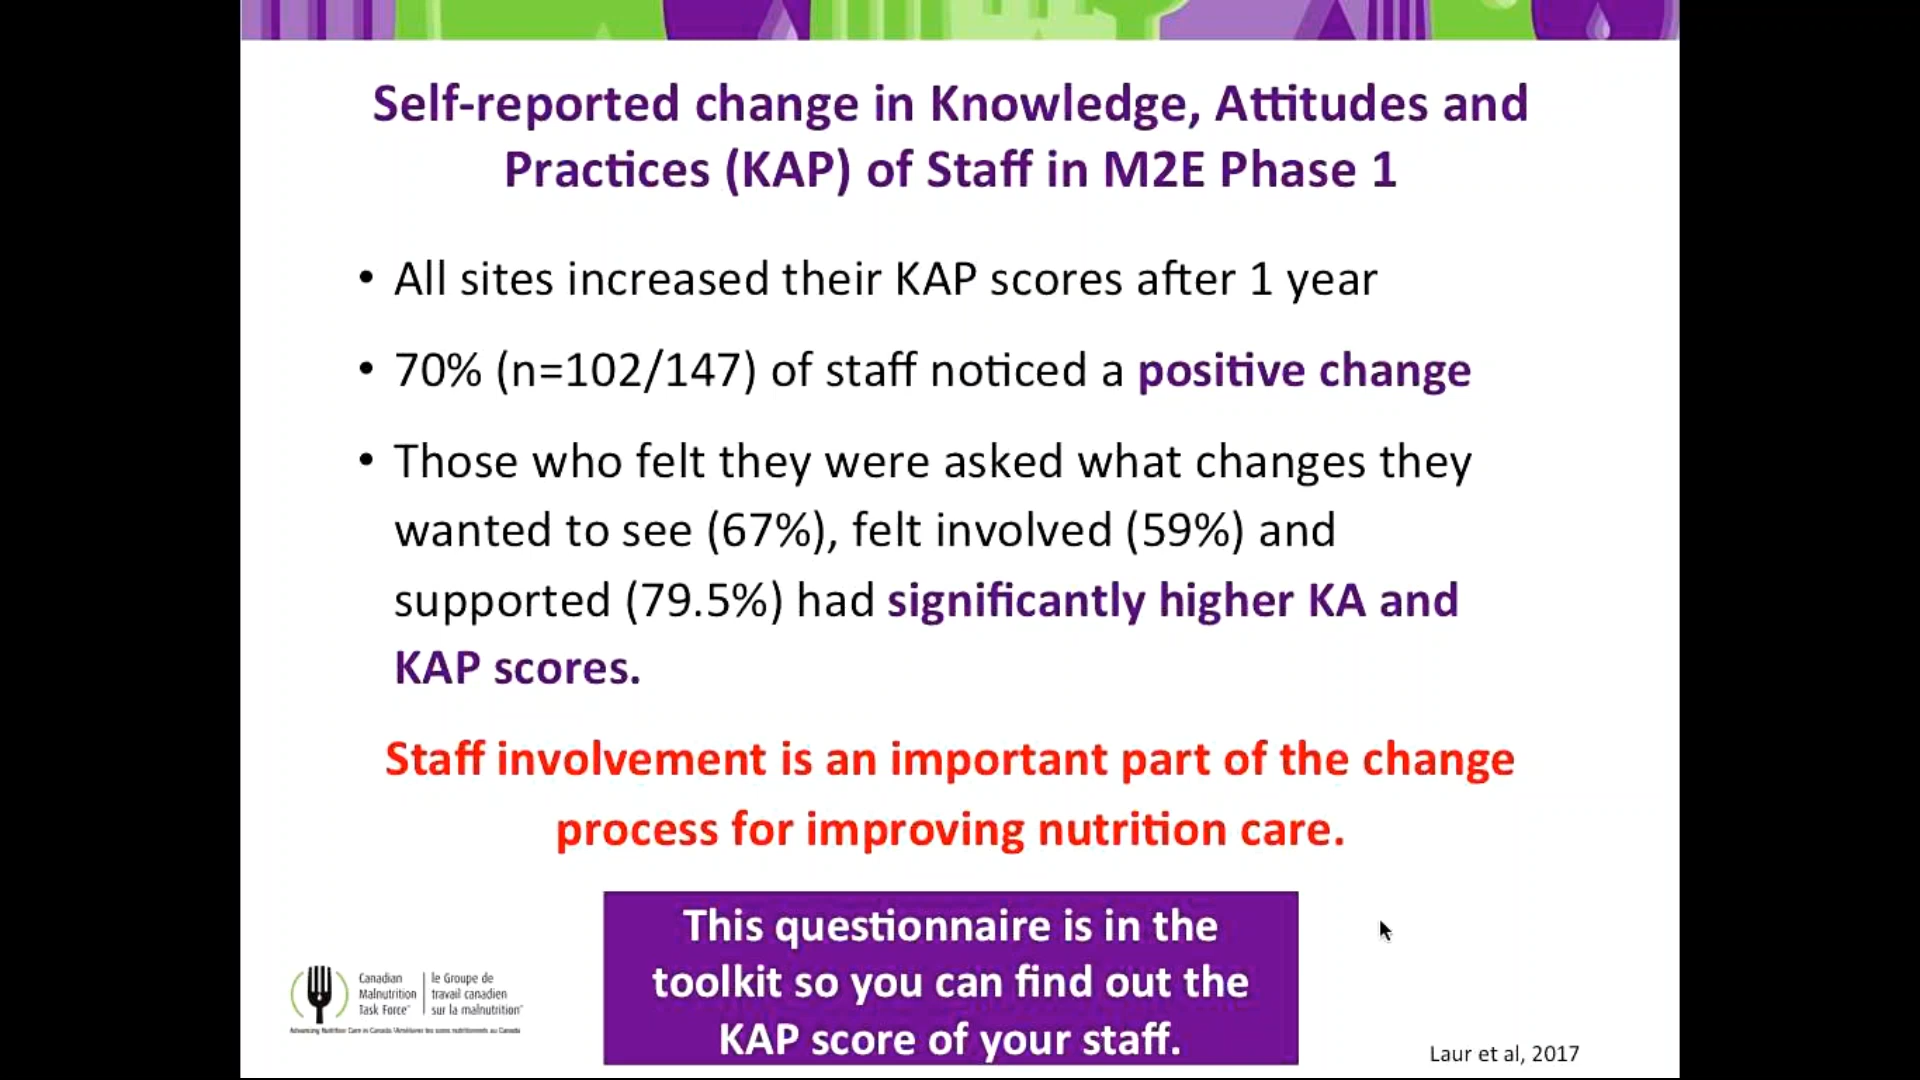 Self-reported change in Knowledge, Attitudes and
Practices (KAP) of Staff in M2E Phase 1
• All sites increased their KAP scores after 1 year
• 70% (n=102/147) of staff noticed a positive change
• Those who felt they were asked what changes they
wanted to see (67%), felt involved (59%) and
supported (79.5%) had significantly higher KA and
KAP scores.
Staff involvement is an important part of the change
process for improving nutrition care.
This questionnaire is in the
toolkit so you can find out the
KAP score of your staff.
Canadian
Malnutrition
Task Force™
le Groupe de
travail canadien
sur la malnutrition™
Advancing Nutrition Care in Canada \ Améliorer les soins nutritionnels au Canada
Laur et al, 2017